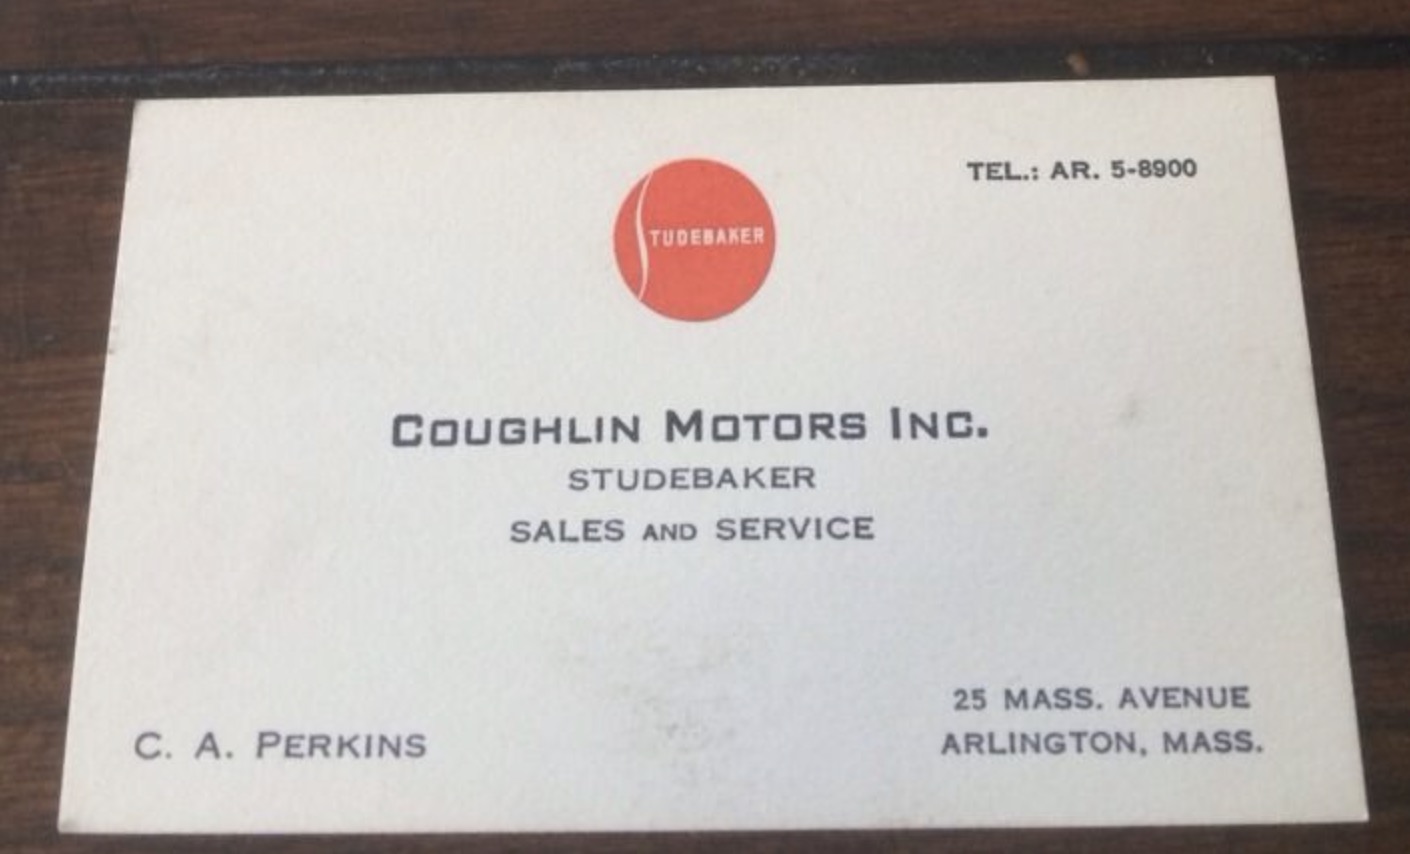 TEL.: AR. 5-8900
STUDEBAKER
COUGHLIN MOTORS INC.
STUDEBAKER
SALES AND SERVICE
25 MASS. AVENUE
C. A. PERKINS
ARLINGTON, MASS.